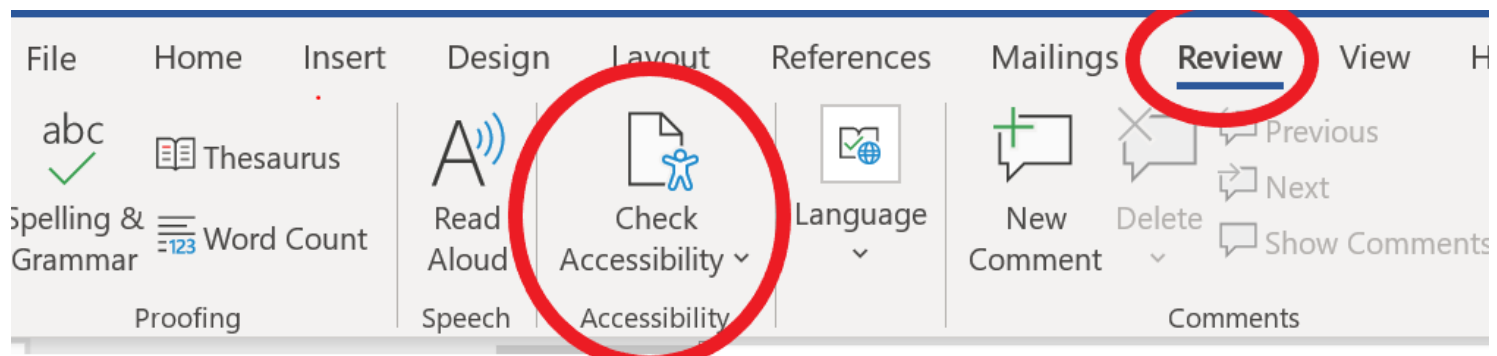 File Home Insert Design Layout References Mailings Review View H
abc
Spelling & Grammar
Thesaurus
123 Word Count
Proofing
A
Read Aloud
Speech
Check Accessibility
Accessibility
Language
New Comment
Delete
Previous
Next
Show Comments
Comments